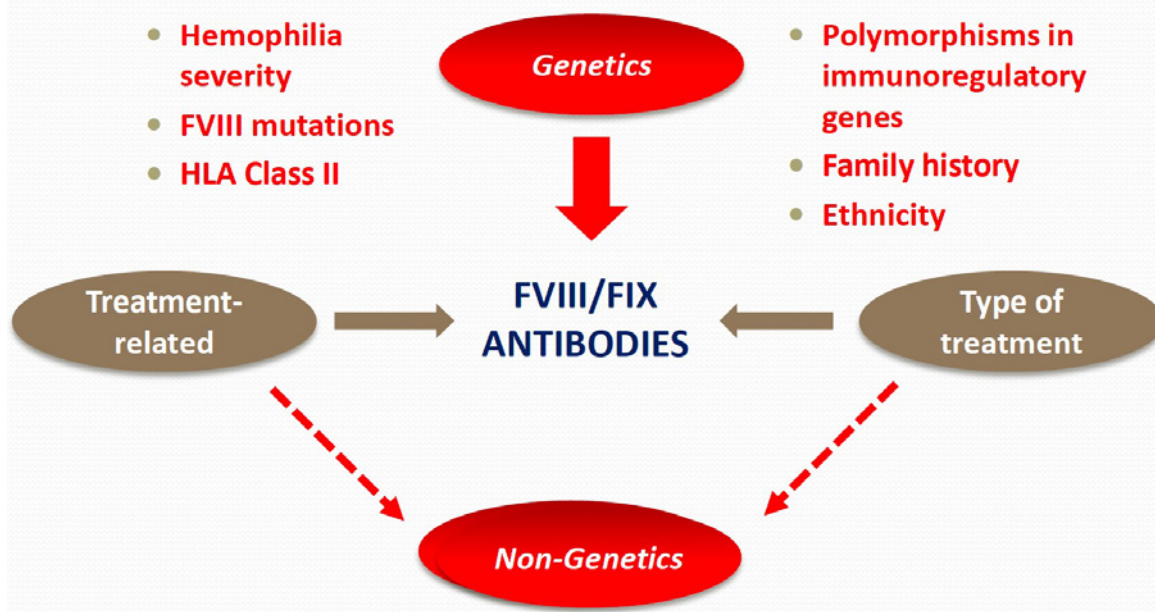 Hemophilia
severity
FVIII mutations
HLA Class II
Genetics
Polymorphisms in
immunoregulatory
genes
Family history
Ethnicity
Treatment-
related
FVIII/FIX
ANTIBODIES
Type of
treatment
Non-Genetics